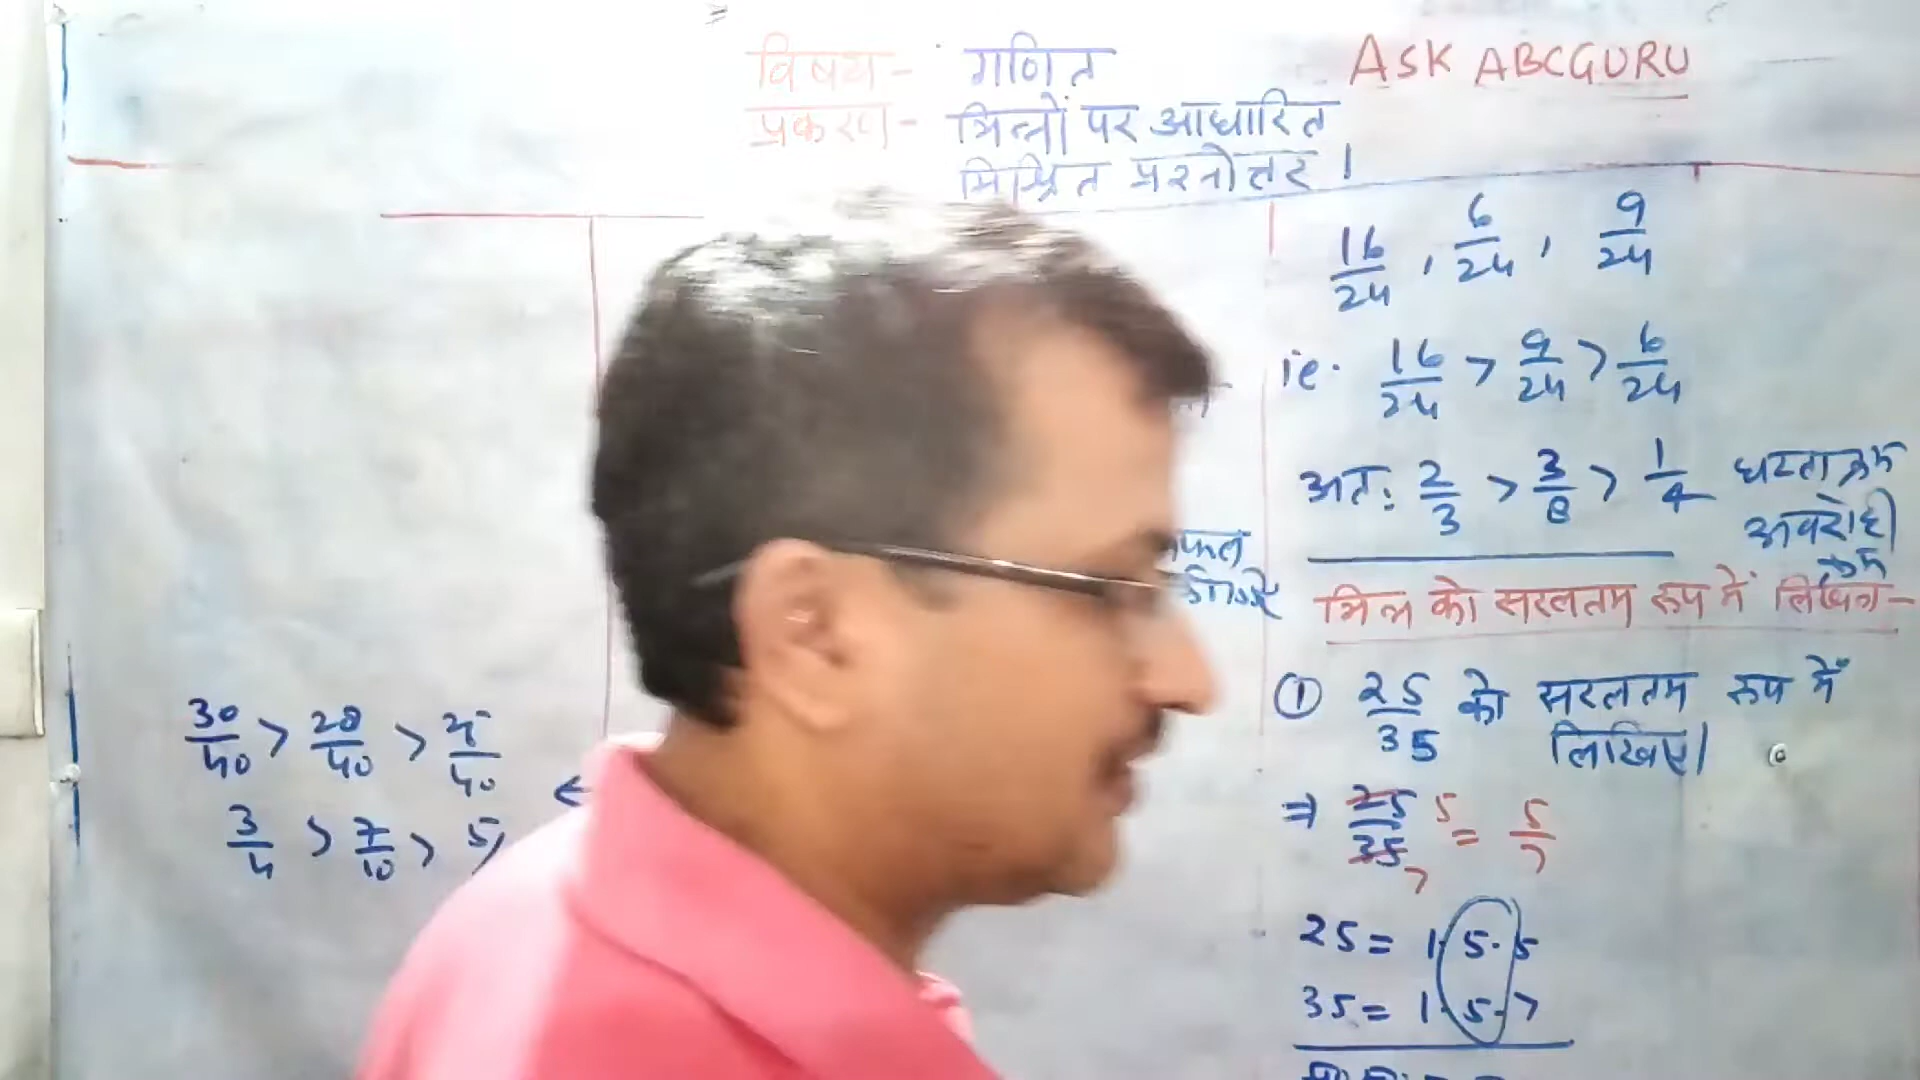 विषय - गणित
प्रकरण - भिन्नों पर आधारित
मिश्रित प्रश्नोत्तर ।
ASK ABCGURU
30/40 > 28/40 > 25/40
3/4 > 7/10 > 5/
16/24 , 6/24 , 9/24
ie. 16/24 > 9/24 > 6/24
अतः 2/3 > 3/8 > 1/4 घटता क्रम
अवरोही
क्रम
भिन्न को सरलतम रूप में लिखिए -
① 25/35 को सरलतम रूप में
लिखिए।
⇒ 25/35 5/7 = 5/7
25 = 1·5·5
35 = 1·5·7